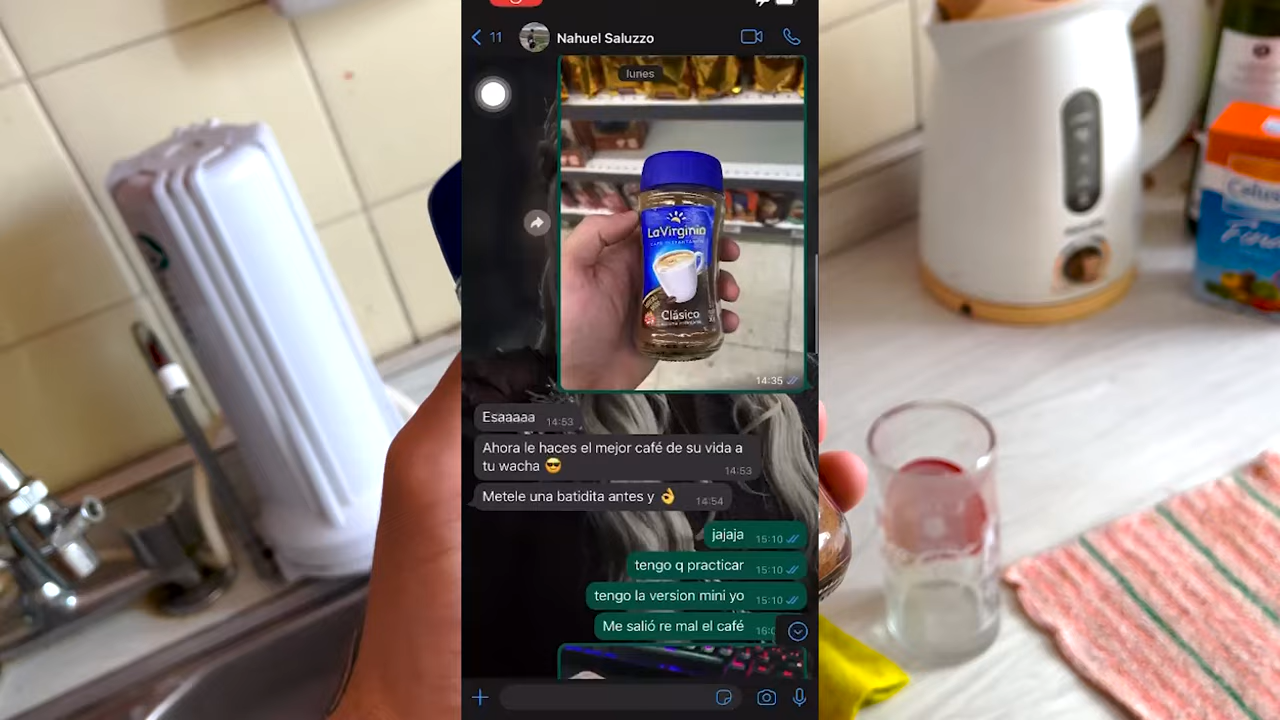 11
Nahuel Saluzzo
lunes
LaVirginia
Clásico
14:35
Esaaaaa 14:53
Ahora le haces el mejor café de su vida a
tu wacha 😎 14:53
Metele una batidita antes y 👌 14:54
jajaja 15:10
tengo q practicar 15:10
tengo la version mini yo 15:10
Me salió re mal el café